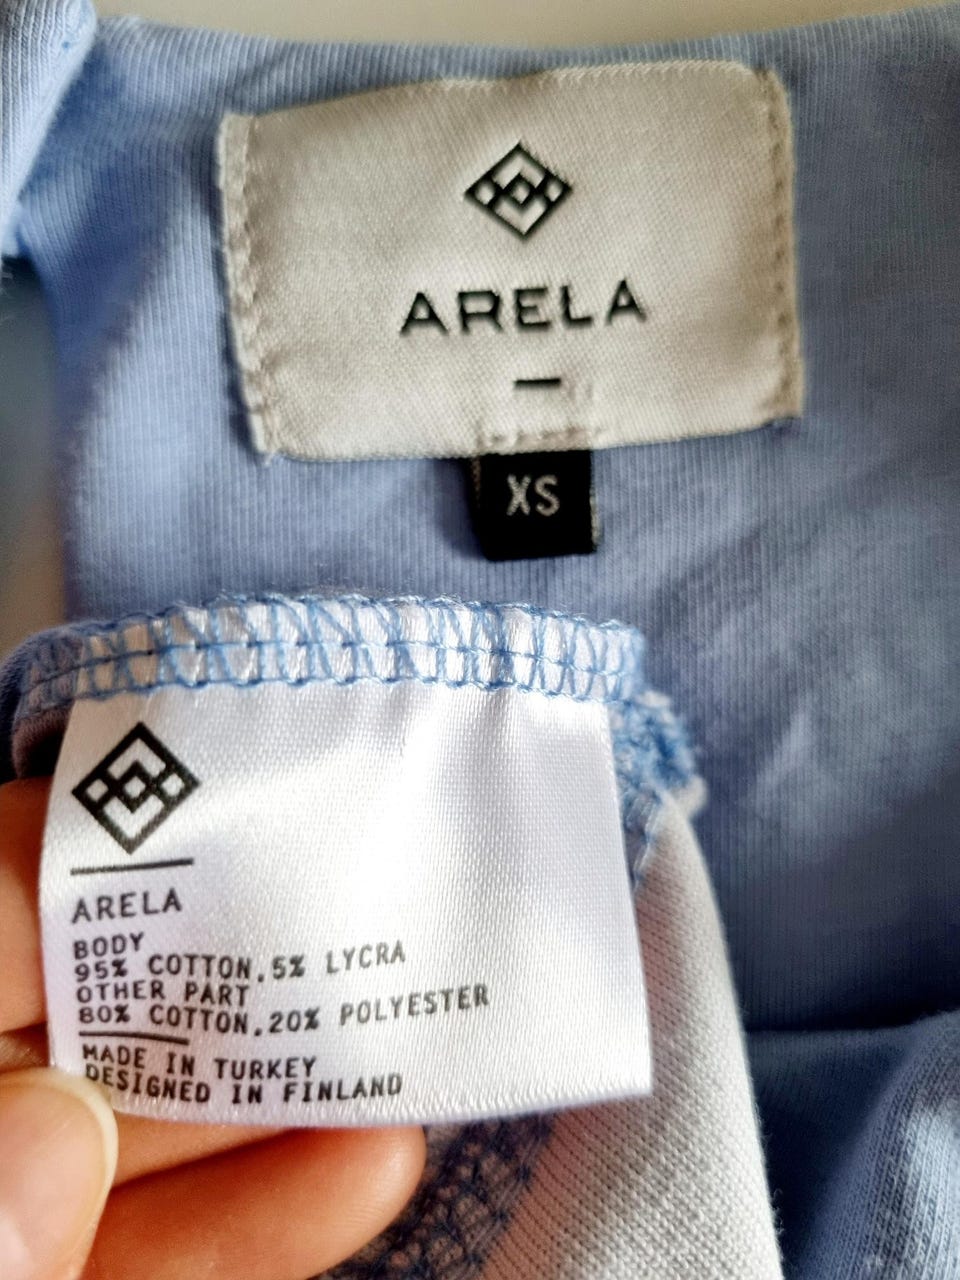 ARELA
XS
ARELA
BODY
95% COTTON,5% LYCRA
OTHER PART
80% COTTON,20% POLYESTER
MADE IN TURKEY
DESIGNED IN FINLAND